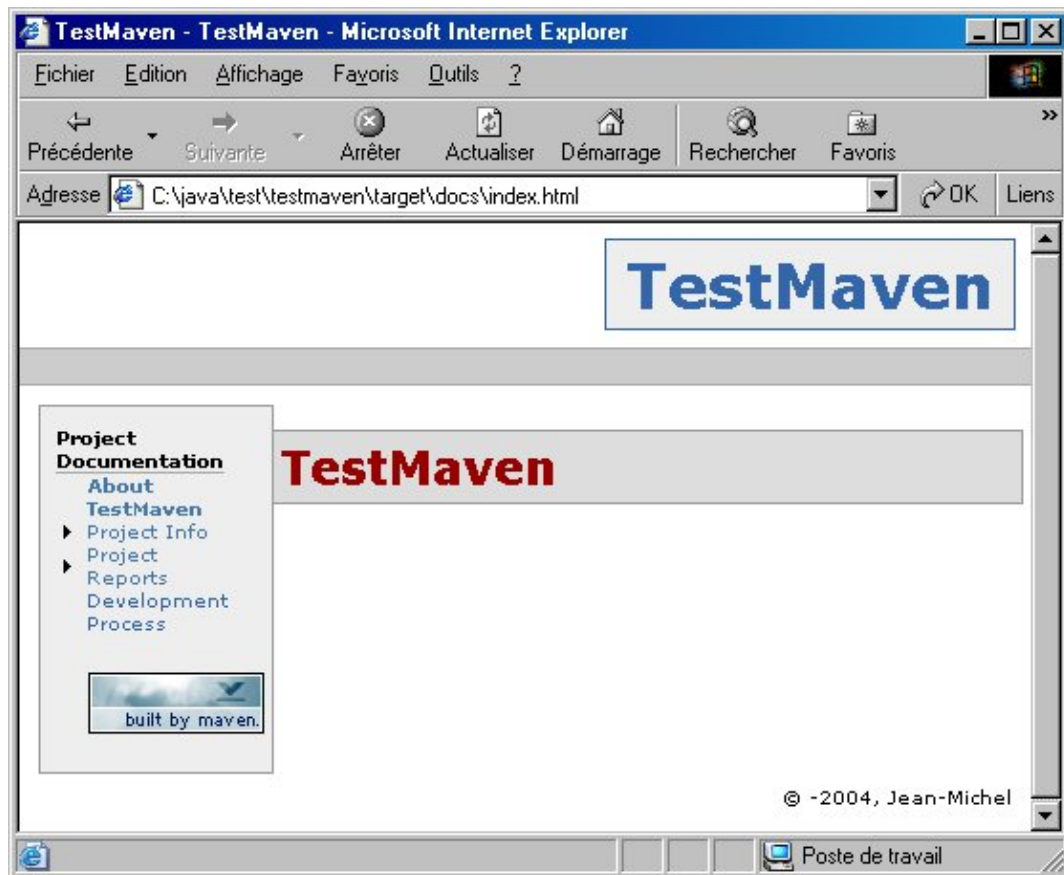 TestMaven - TestMaven - Microsoft Internet Explorer
Fichier Edition Affichage Favoris Outils ?
Précédente Suivante Arrêter Actualiser Démarrage Rechercher Favoris »
Adresse C:\java\test\testmaven\target\docs\index.html OK Liens
TestMaven
Project
Documentation
About
TestMaven
Project Info
Project
Reports
Development
Process
built by maven.
TestMaven
© -2004, Jean-Michel
Poste de travail